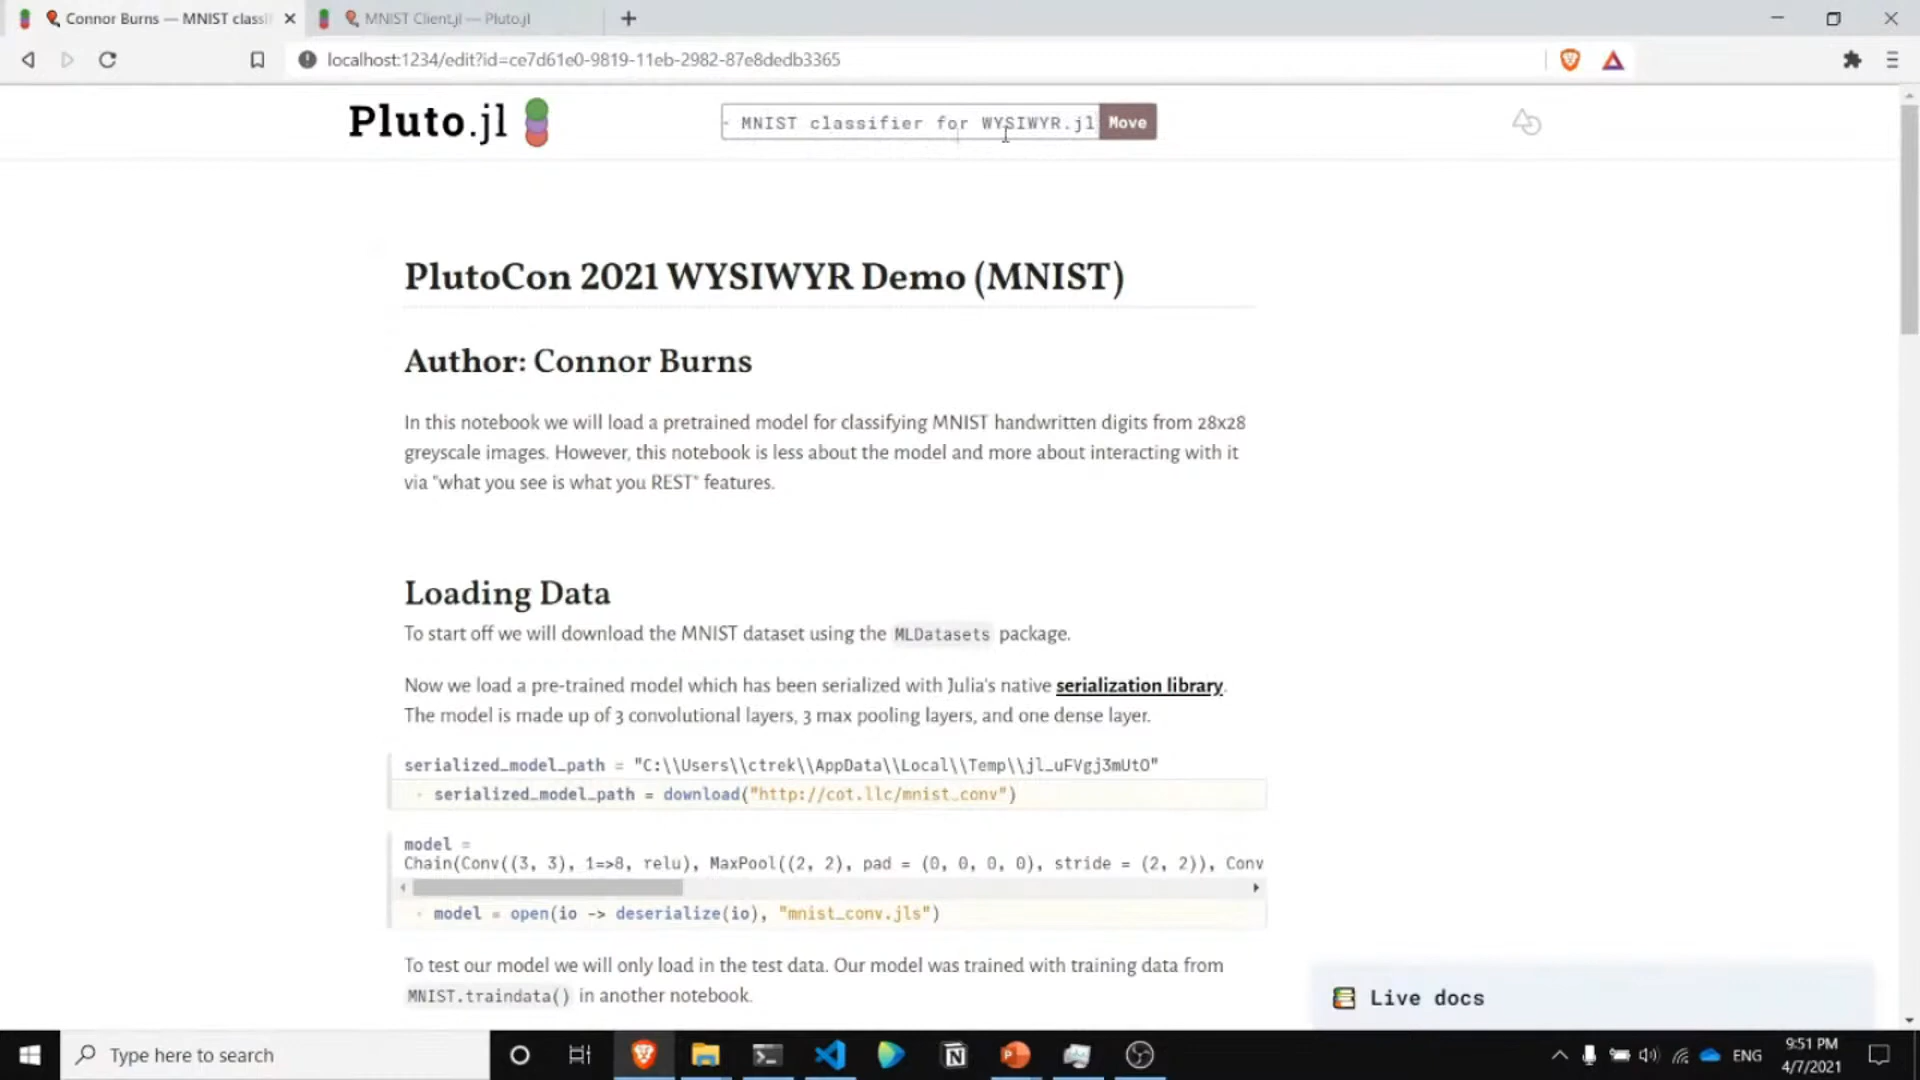 Connor Burns — MNIST classi
MNIST Client.jl — Pluto.jl
localhost:1234/edit?id=ce7d61e0-9819-11eb-2982-87e8dedb3365
Pluto.jl
- MNIST classifier for WYSIWYR.jl
Move
PlutoCon 2021 WYSIWYR Demo (MNIST)
Author: Connor Burns
In this notebook we will load a pretrained model for classifying MNIST handwritten digits from 28x28
greyscale images. However, this notebook is less about the model and more about interacting with it
via "what you see is what you REST" features.
Loading Data
To start off we will download the MNIST dataset using the MLDatasets package.
Now we load a pre-trained model which has been serialized with Julia's native serialization library.
The model is made up of 3 convolutional layers, 3 max pooling layers, and one dense layer.
serialized_model_path = "C:\\Users\\ctrek\\AppData\\Local\\Temp\\jl_uFVgj3mUtO"
serialized_model_path = download("http://cot.llc/mnist_conv")
model =
Chain(Conv((3, 3), 1=>8, relu), MaxPool((2, 2), pad = (0, 0, 0, 0), stride = (2, 2)), Conv
model = open(io -> deserialize(io), "mnist_conv.jls")
To test our model we will only load in the test data. Our model was trained with training data from
MNIST.traindata() in another notebook.
Live docs
Type here to search
ENG
9:51 PM
4/7/2021